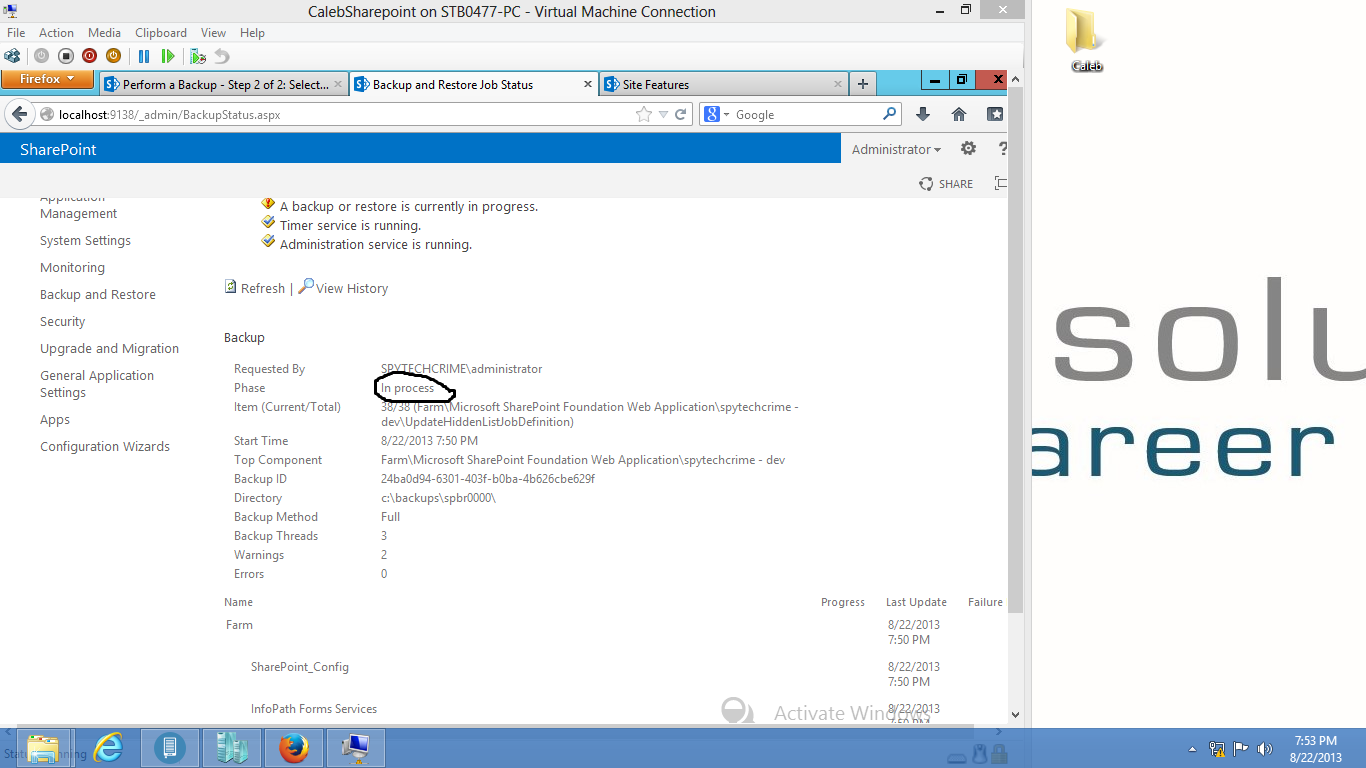 CalebSharepoint on STB0477-PC - Virtual Machine Connection
File Action Media Clipboard View Help
Firefox
Perform a Backup - Step 2 of 2: Select...
Backup and Restore Job Status
Site Features
localhost:9138/_admin/BackupStatus.aspx
Google
SharePoint
Administrator
?
SHARE
Application
Management
System Settings
Monitoring
Backup and Restore
Security
Upgrade and Migration
General Application
Settings
Apps
Configuration Wizards
A backup or restore is currently in progress.
Timer service is running.
Administration service is running.
Refresh | View History
Backup
Requested By SPYTECHCRIME\administrator
Phase In process
Item (Current/Total) 38/38 (Farm\Microsoft SharePoint Foundation Web Application\spytechcrime -
dev\UpdateHiddenListJobDefinition)
Start Time 8/22/2013 7:50 PM
Top Component Farm\Microsoft SharePoint Foundation Web Application\spytechcrime - dev
Backup ID 24ba0d94-6301-403f-b0ba-4b626cbe629f
Directory c:\backups\spbr0000\
Backup Method Full
Backup Threads 3
Warnings 2
Errors 0
Name Progress Last Update Failure
Farm 8/22/2013
7:50 PM
SharePoint_Config 8/22/2013
7:50 PM
InfoPath Forms Services 8/22/2013
7:50 PM
Activate Windows
Caleb
solu
areer
7:53 PM
8/22/2013